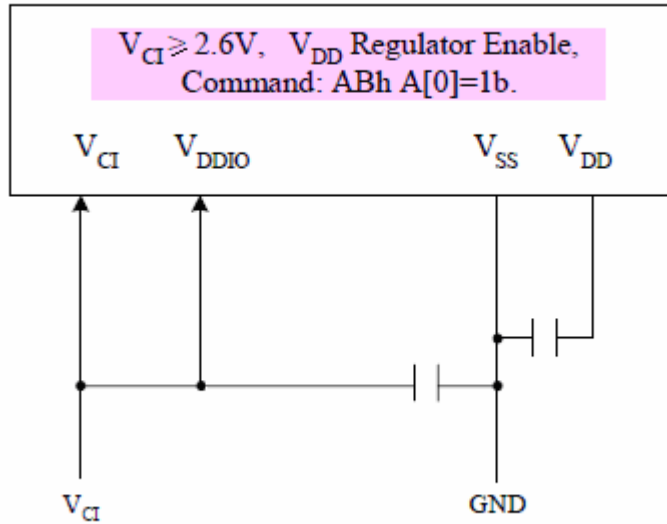 V_CI ⩾ 2.6V, V_DD Regulator Enable,
Command: ABh A[0]=1b.
V_CI V_DDIO V_SS V_DD
V_CI GND